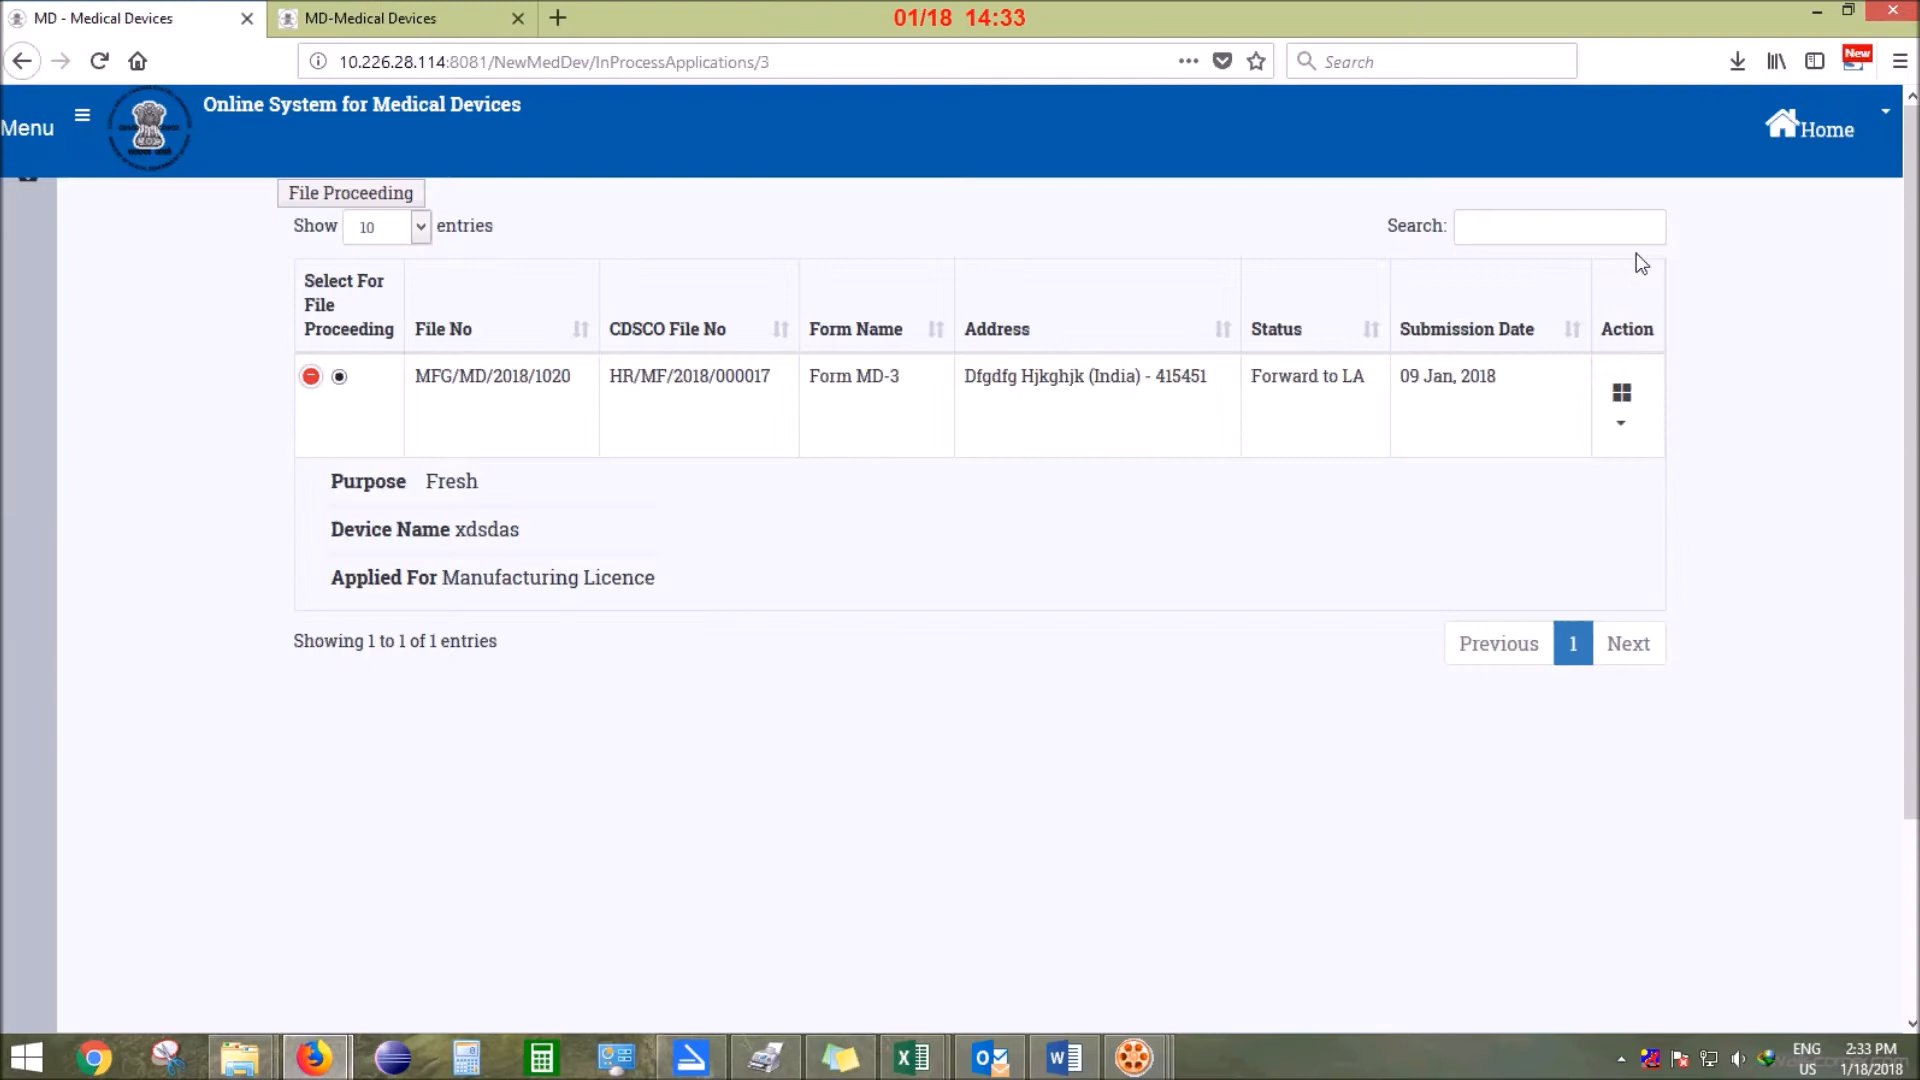 MD - Medical Devices
MD-Medical Devices
01/18 14:33
10.226.28.114:8081/NewMedDev/InProcessApplications/3
Search
New
Menu
Online System for Medical Devices
Home
File Proceeding
Show 10 entries
Search:
Select For File Proceeding
File No
CDSCO File No
Form Name
Address
Status
Submission Date
Action
MFG/MD/2018/1020
HR/MF/2018/000017
Form MD-3
Dfgdfg Hjkghjk (India) - 415451
Forward to LA
09 Jan, 2018
Purpose Fresh
Device Name xdsdas
Applied For Manufacturing Licence
Showing 1 to 1 of 1 entries
Previous 1 Next
ENG
US
2:33 PM
1/18/2018